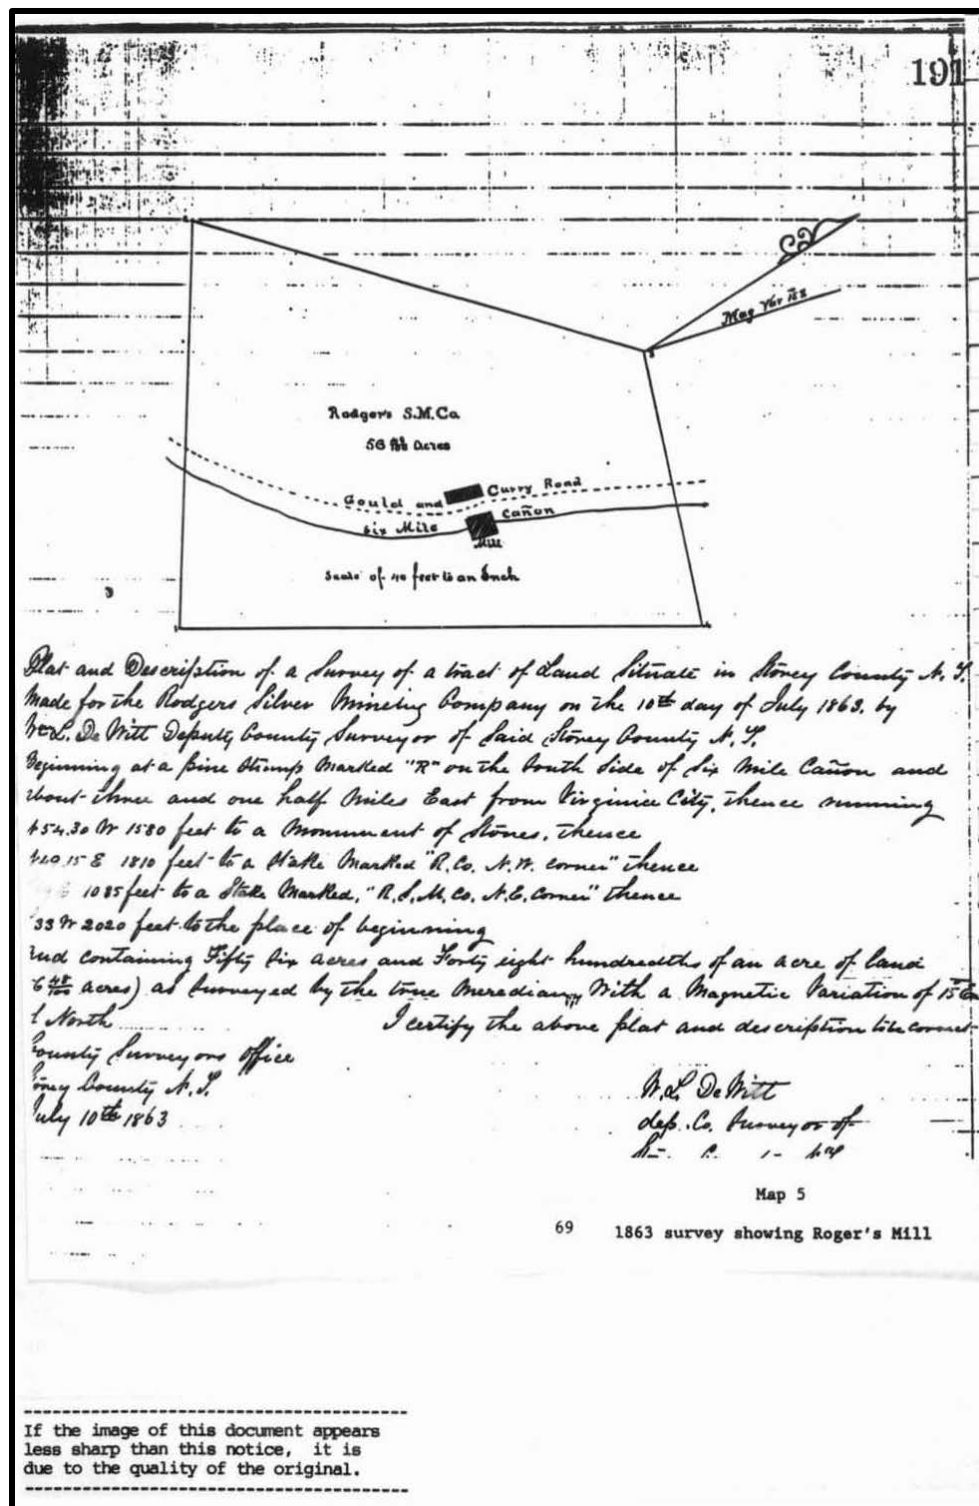 191
Mag Var
Rodgers S.M.Co.
56 Acres
Gould and Curry Road
Six Mile Cañon
Mill
Scale of 40 feet to an Inch
Plat and Description of a Survey of a tract of Land Situate in Storey County N. T.
Made for the Rodgers Silver Mineing Company on the 10th day of July 1863. by
W.L. De Witt Deputy County Surveyor of Said Storey County N. T.
Beginning at a pine Stump Marked "R" on the South Side of Six Mile Cañon and
about three and one half Miles East from Virginia City, thence running
54.30 W 1580 feet to a Monument of Stones, thence
15 E 1810 feet to a Stake Marked "R. Co. N.W. Corner" thence
1085 feet to a Stake Marked, "R. S. M. Co. N.E. Corner" thence
33 W 2020 feet to the place of beginning
and containing Fifty Six acres and Forty eight hundredths of an acre of land
6 48/100 acres) as Surveyed by the true Meredian, With a Magnetic Variation of 15
North I certify the above plat and description to be correct
County Surveyors Office
Storey County N. T.
July 10th 1863
W. L. De Witt
dep. Co. Surveyor of
Map 5
69 1863 survey showing Roger's Mill
If the image of this document appears
less sharp than this notice, it is
due to the quality of the original.